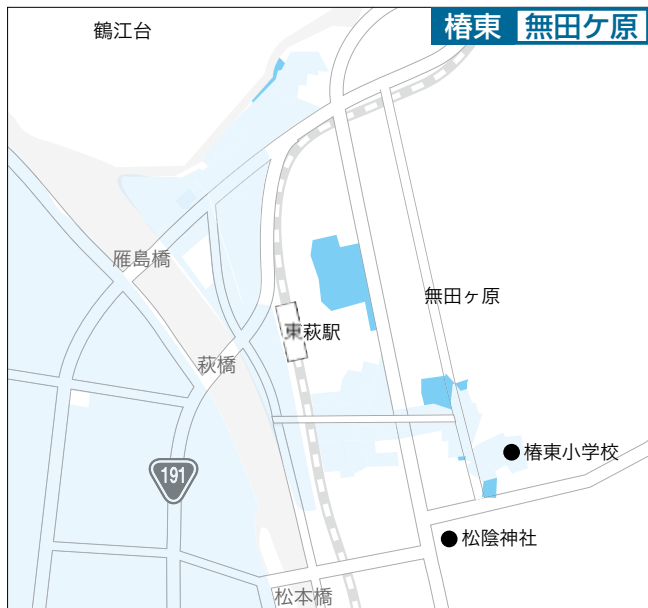 鶴江台
椿東 無田ケ原
雁島橋
無田ヶ原
東萩駅
萩橋
椿東小学校
191
松陰神社
松本橋